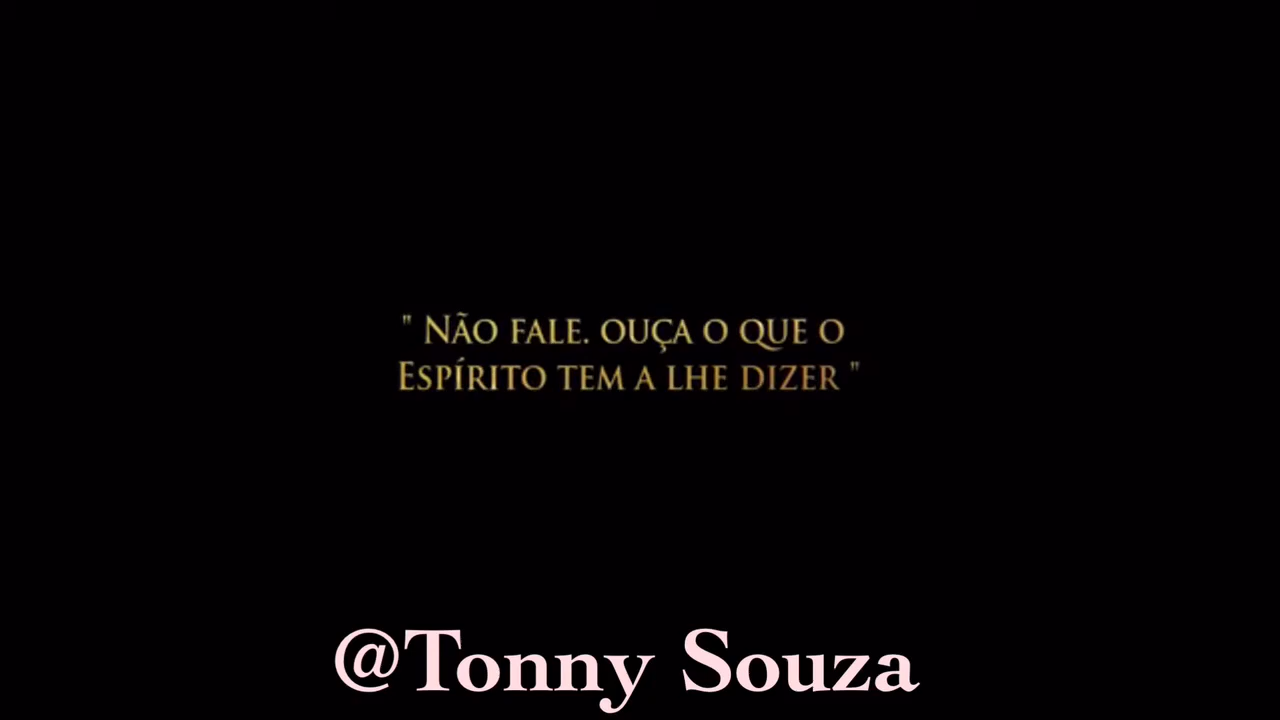 " Não fale. ouça o que o
Espírito tem a lhe dizer "
@Tonny Souza